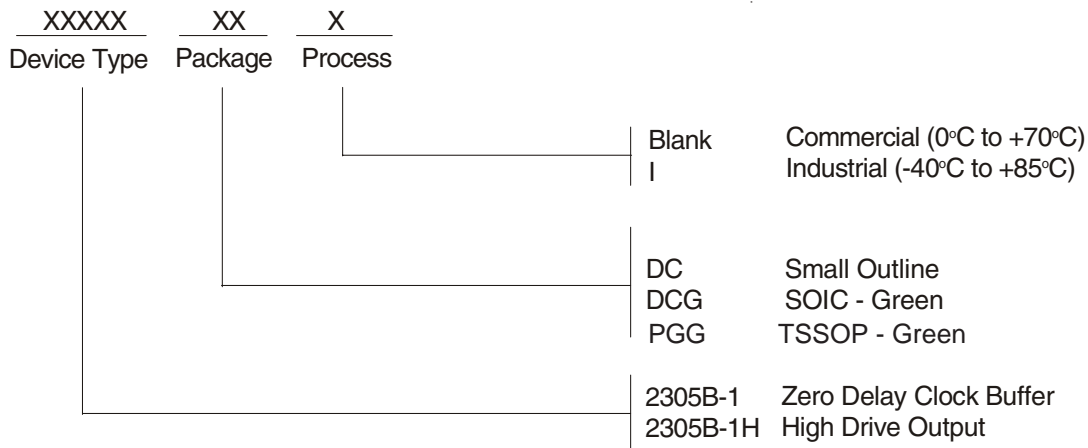 XXXXX XX X
Device Type Package Process
Blank Commercial (0°C to +70°C)
I Industrial (-40°C to +85°C)
DC Small Outline
DCG SOIC - Green
PGG TSSOP - Green
2305B-1 Zero Delay Clock Buffer
2305B-1H High Drive Output